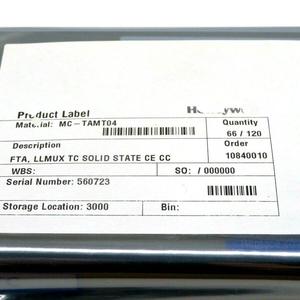 Product Label
Material: MC-TAMT04
Quantity
66 / 120
Description
Order
FTA, LLMUX TC SOLID STATE CE CC
10840010
WBS:
SO: / 000000
Serial Number: 560723
Storage Location: 3000
Bin: